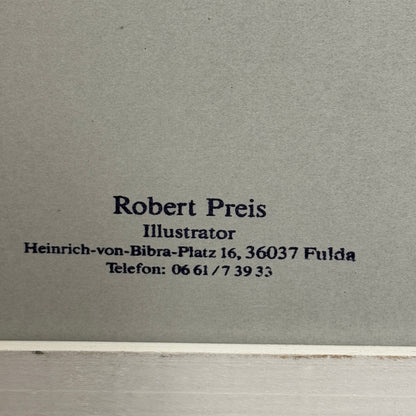 Robert Preis
Illustrator
Heinrich-von-Bibra-Platz 16, 36037 Fulda
Telefon: 06 61 / 7 39 33